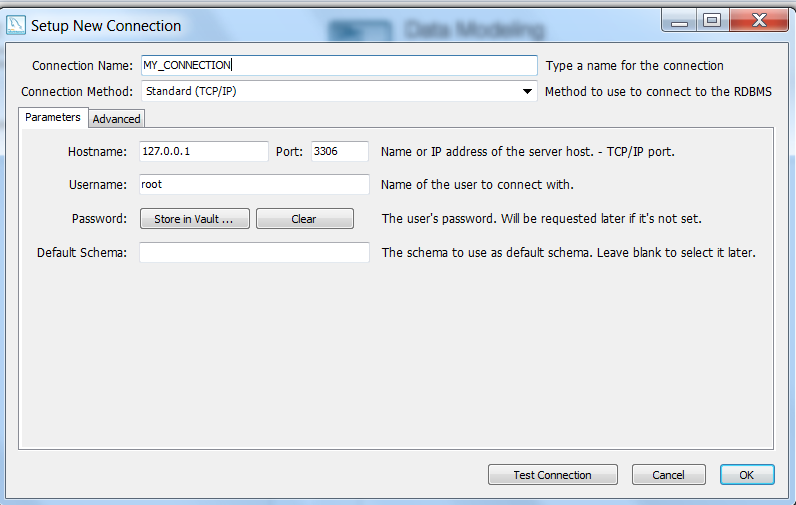 Data Modeling
Setup New Connection
Connection Name: MY_CONNECTION Type a name for the connection
Connection Method: Standard (TCP/IP) Method to use to connect to the RDBMS
Parameters Advanced
Hostname: 127.0.0.1 Port: 3306 Name or IP address of the server host. - TCP/IP port.
Username: root Name of the user to connect with.
Password: Store in Vault ... Clear The user's password. Will be requested later if it's not set.
Default Schema: The schema to use as default schema. Leave blank to select it later.
Test Connection Cancel OK